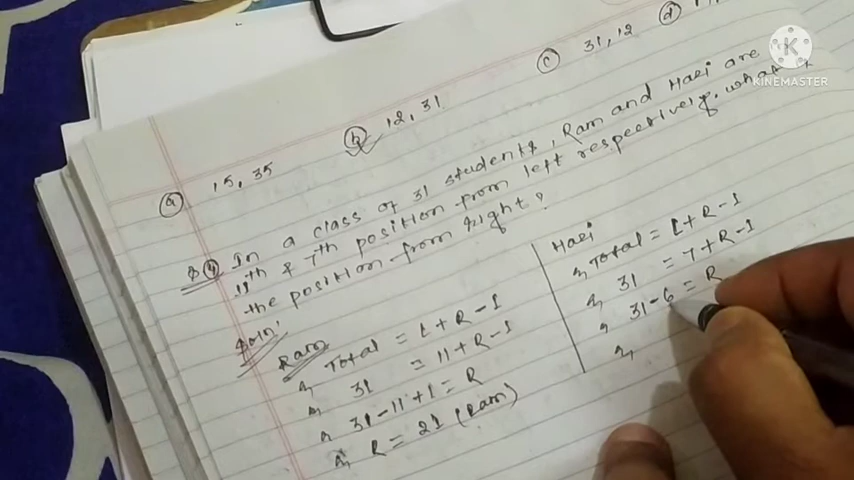 KINEMASTER
(a) 15, 35 (b) 12, 31 (c) 31, 12 (d)
Q (4) In a class of 31 students, Ram and Hari are
11th & 7th position from left respectively. what is
the position from right?
Soln:
Ram
Total = L + R - 1
31 = 11 + R - 1
31 - 11 + 1 = R
R = 21 (Ram)
Hari
Total = L + R - 1
31 = 7 + R - 1
31 - 6 = R